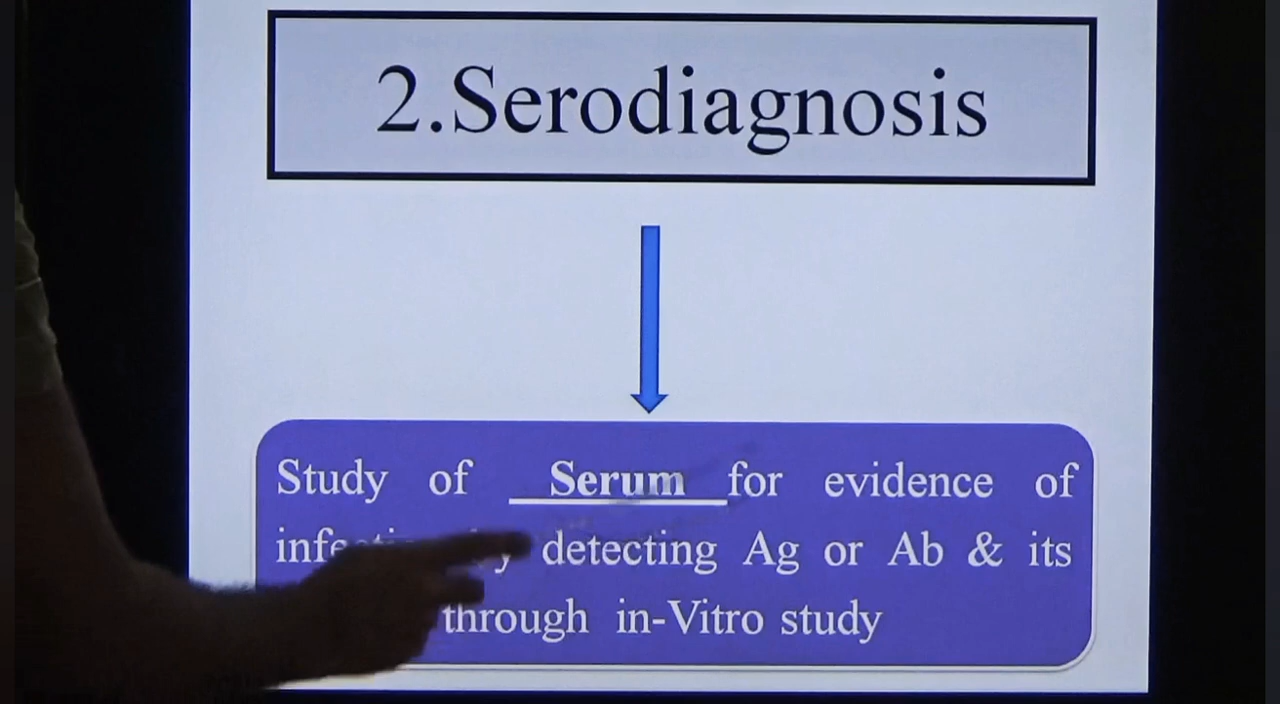 2.Serodiagnosis
Study of Serum for evidence of
detecting Ag or Ab & its
through in-Vitro study